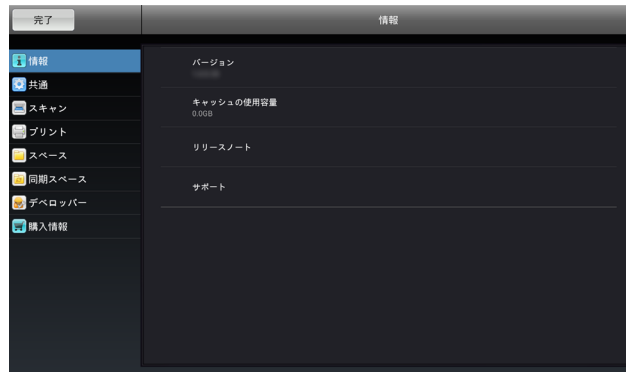 完了
情報
情報
共通
スキャン
プリント
スペース
同期スペース
デベロッパー
購入情報
バージョン
キャッシュの使用容量
0.0GB
リリースノート
サポート